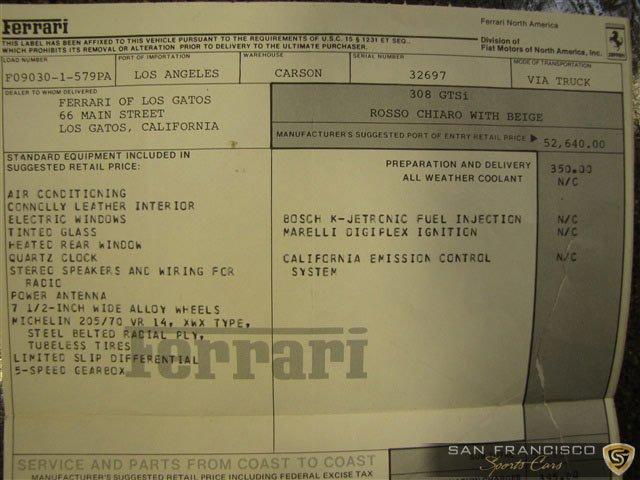 Ferrari
Ferrari North America
THIS LABEL HAS BEEN AFFIXED TO THIS VEHICLE PURSUANT TO THE REQUIREMENTS OF U.S.C. 15 § 1231 ET SEQ.,
WHICH PROHIBITS ITS REMOVAL OR ALTERATION PRIOR TO DELIVERY TO THE ULTIMATE PURCHASER.
Division of
Fiat Motors of North America, Inc.
Ferrari
LOAD NUMBER PORT OF IMPORTATION WAREHOUSE SERIAL NUMBER MODE OF TRANSPORTATION
F09030-1-579PA LOS ANGELES CARSON 32697 VIA TRUCK
DEALER TO WHOM DELIVERED
FERRARI OF LOS GATOS
66 MAIN STREET
LOS GATOS, CALIFORNIA
308 GTSi
ROSSO CHIARO WITH BEIGE
MANUFACTURER'S SUGGESTED PORT OF ENTRY RETAIL PRICE 52,640.00
STANDARD EQUIPMENT INCLUDED IN
SUGGESTED RETAIL PRICE:
AIR CONDITIONING
CONNOLLY LEATHER INTERIOR
ELECTRIC WINDOWS
TINTED GLASS
HEATED REAR WINDOW
QUARTZ CLOCK
STEREO SPEAKERS AND WIRING FOR
RADIO
POWER ANTENNA
7 1/2-INCH WIDE ALLOY WHEELS
MICHELIN 205/70 VR 14, XWX TYPE,
STEEL BELTED RADIAL PLY,
TUBELESS TIRES
LIMITED SLIP DIFFERENTIAL
5-SPEED GEARBOX
PREPARATION AND DELIVERY 350.00
ALL WEATHER COOLANT N/C
BOSCH K-JETRONIC FUEL INJECTION N/C
MARELLI DIGIPLEX IGNITION N/C
CALIFORNIA EMISSION CONTROL N/C
SYSTEM
Ferrari
SERVICE AND PARTS FROM COAST TO COAST
MANUFACTURER'S SUGGESTED RETAIL PRICE INCLUDING FEDERAL EXCISE TAX
SAN FRANCISCO
Sports Cars